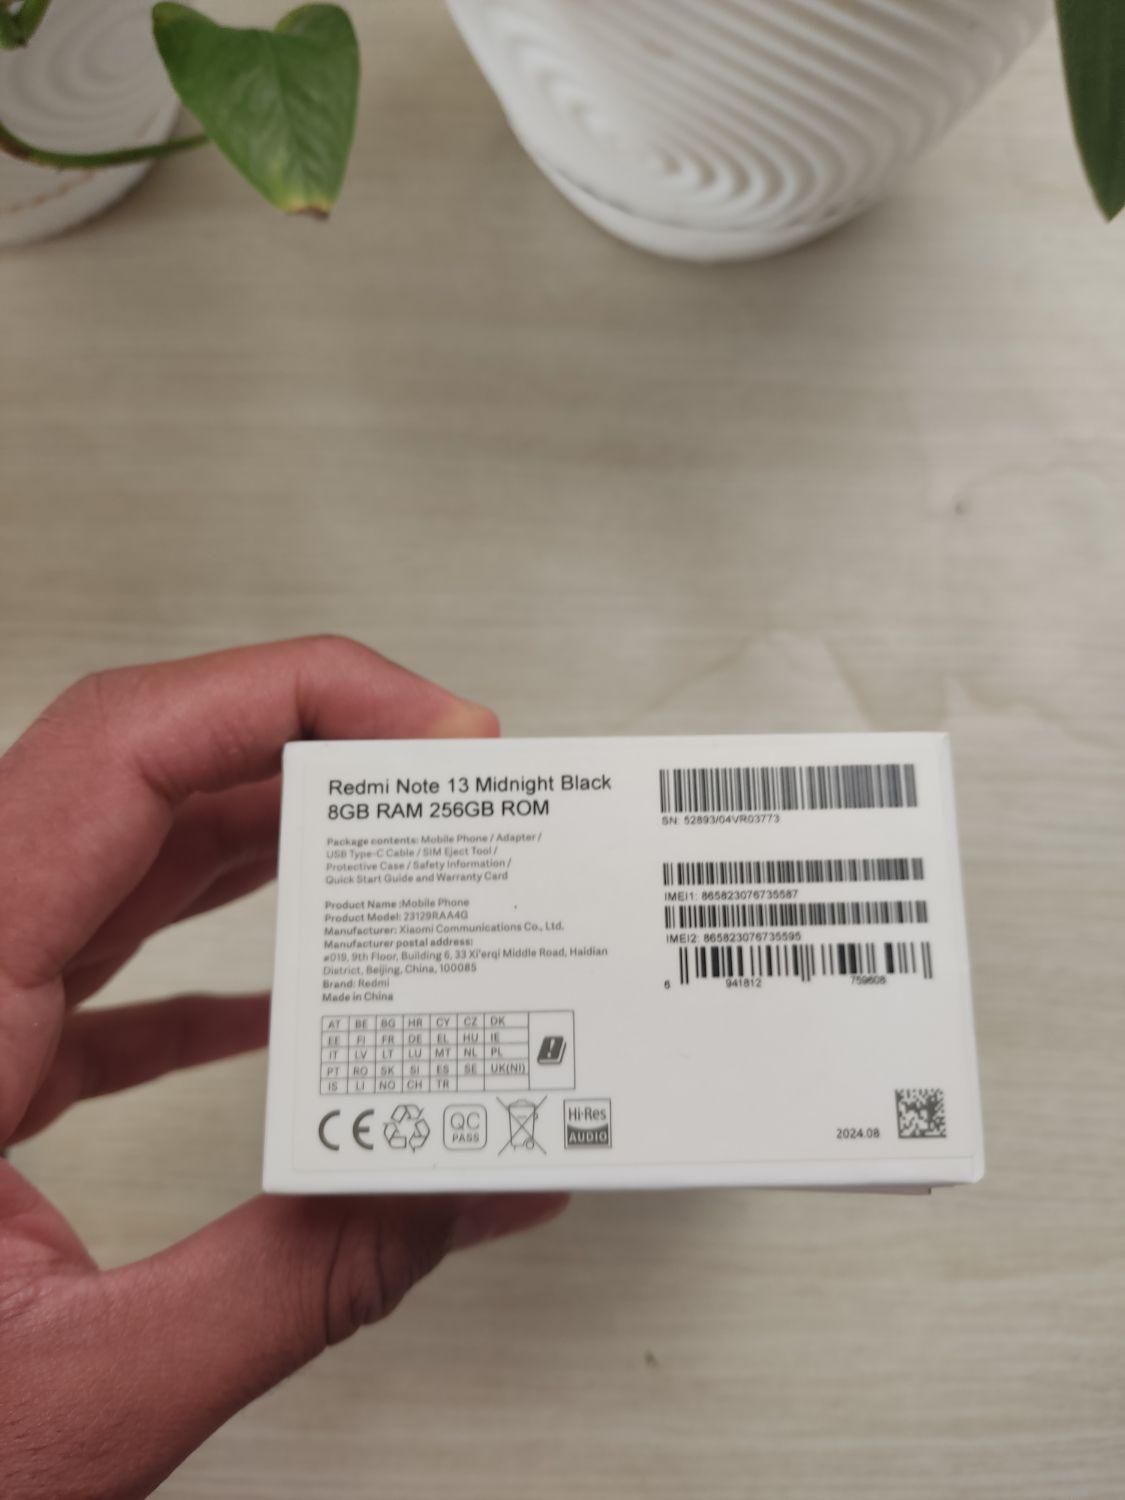 Redmi Note 13 Midnight Black
8GB RAM 256GB ROM
Package contents: Mobile Phone / Adapter /
USB Type-C Cable / SIM Eject Tool /
Protective Case / Safety Information /
Quick Start Guide and Warranty Card
Product Name :Mobile Phone
Product Model: 23129RAA4G
Manufacturer: Xiaomi Communications Co., Ltd.
Manufacturer postal address:
#019, 9th Floor, Building 6, 33 Xi'erqi Middle Road, Haidian
District, Beijing, China, 100085
Brand: Redmi
Made in China
AT BE BG HR CY CZ DK
EE FI FR DE EL HU IE
IT LV LT LU MT NL PL
PT RO SK SI ES SE UK(NI)
IS LI NO CH TR
CE
QC
PASS
Hi-Res
AUDIO
SN: 52893/04VR03773
IMEI1: 865823076735587
IMEI2: 865823076735595
6 941812 759608
2024.08